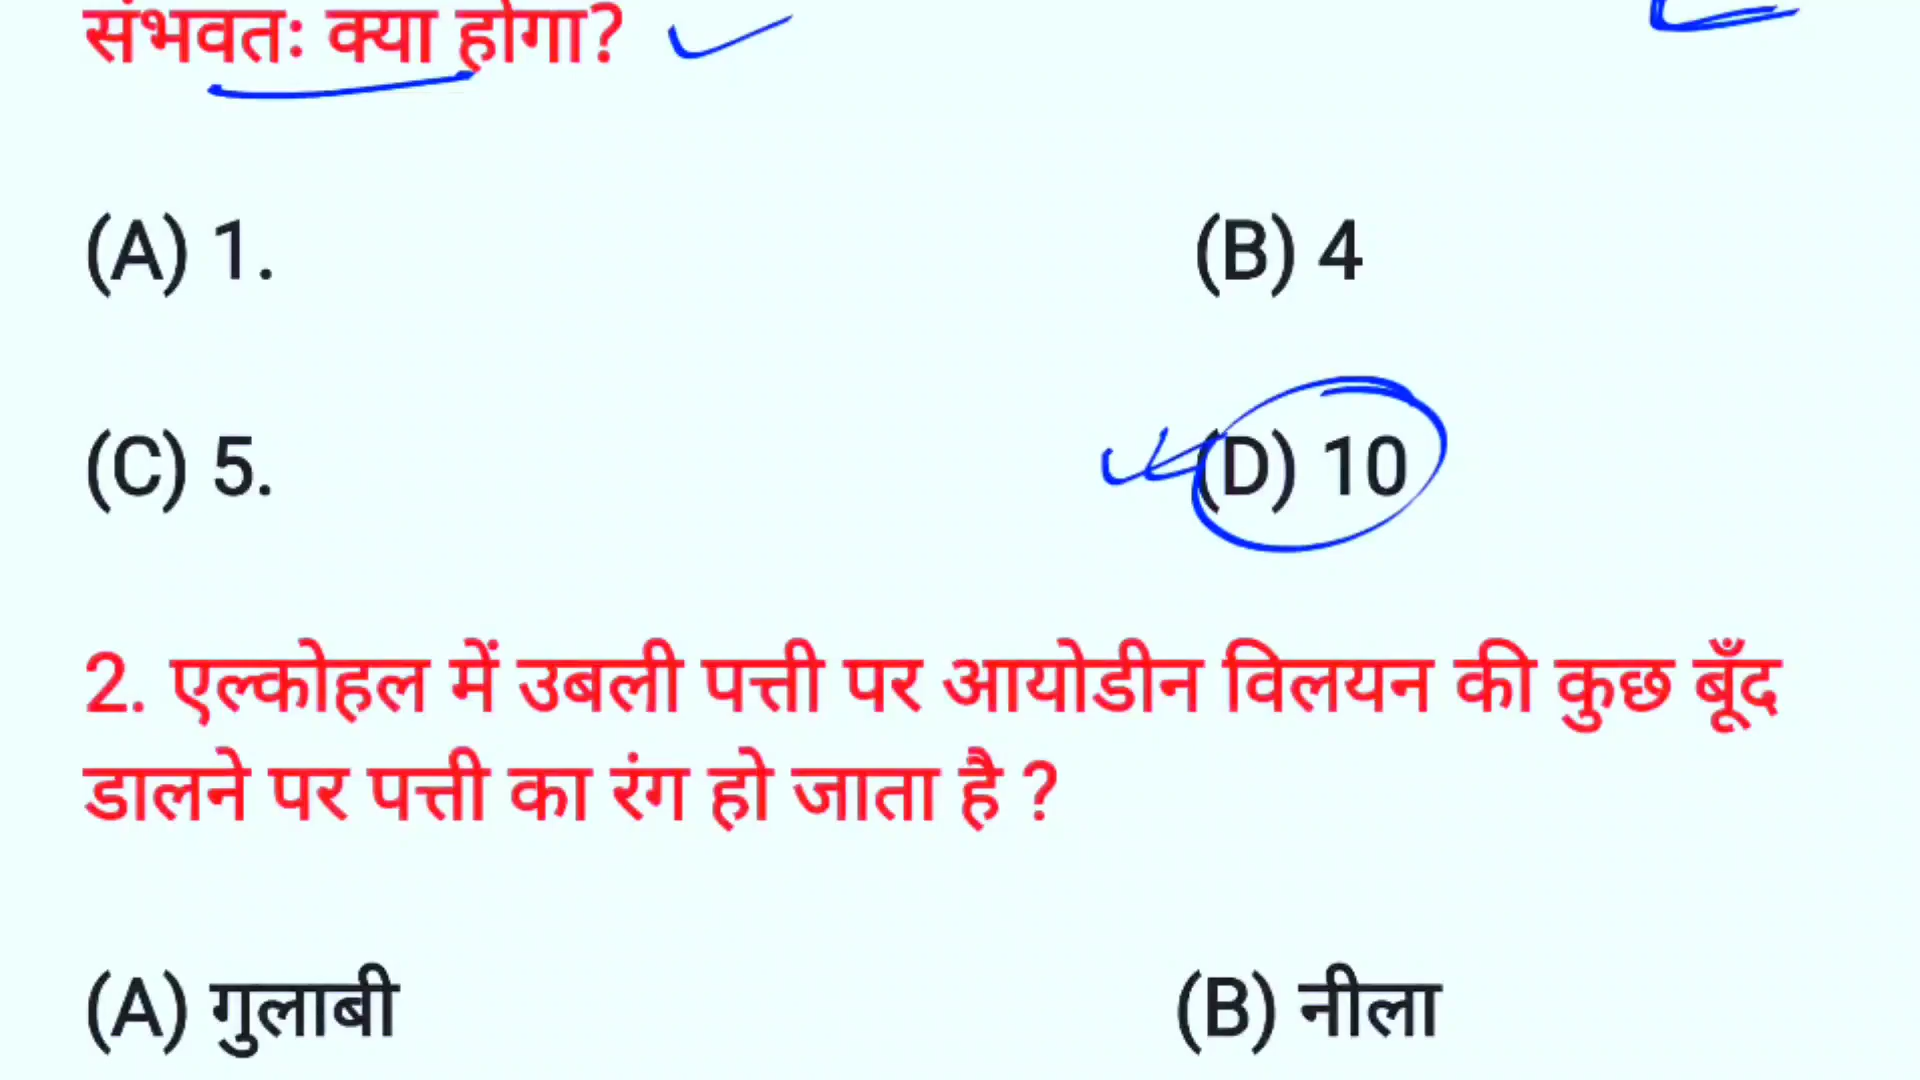 संभवतः क्या होगा?
(A) 1.
(B) 4
(C) 5.
(D) 10
2. एल्कोहल में उबली पत्ती पर आयोडीन विलयन की कुछ बूँद
डालने पर पत्ती का रंग हो जाता है ?
(A) गुलाबी
(B) नीला